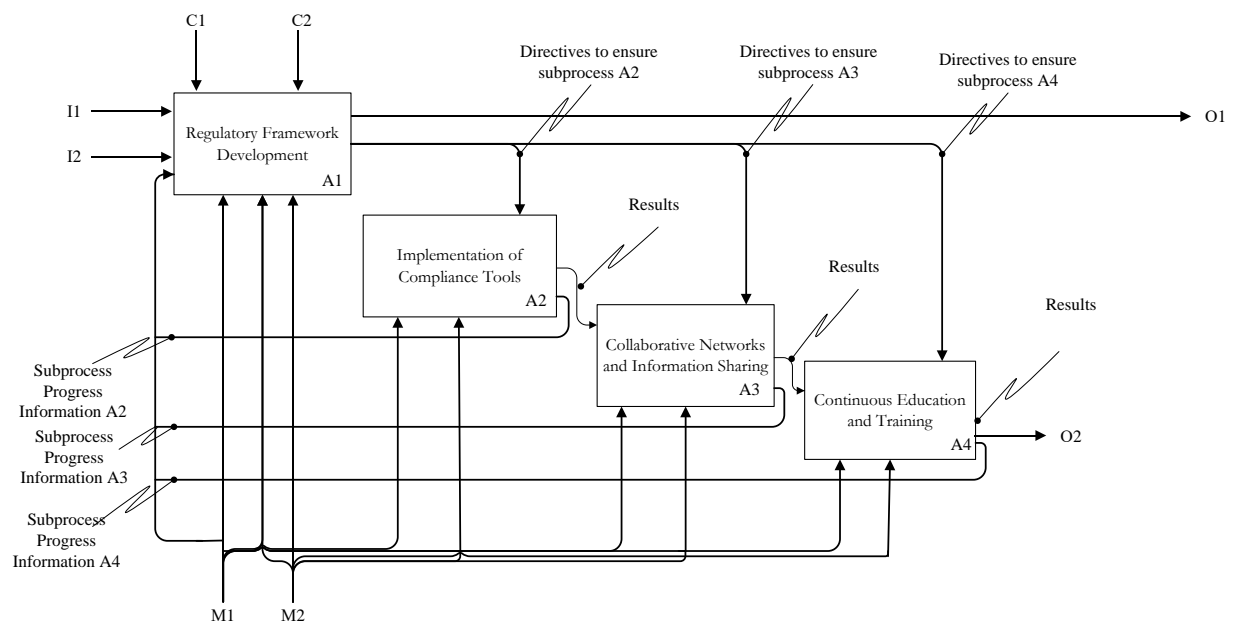 C1
C2
Directives to ensure
subprocess A2
Directives to ensure
subprocess A3
Directives to ensure
subprocess A4
I1
I2
Regulatory Framework
Development
A1
O1
Implementation of
Compliance Tools
A2
Results
Collaborative Networks
and Information Sharing
A3
Results
Continuous Education
and Training
A4
Results
O2
Subprocess
Progress
Information A2
Subprocess
Progress
Information A3
Subprocess
Progress
Information A4
M1
M2